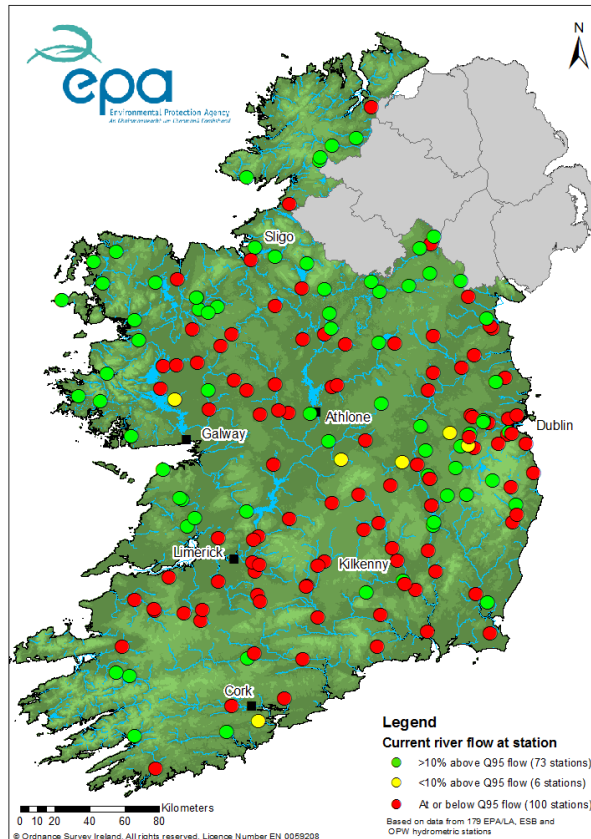 N
epa
Environmental Protection Agency
Sligo
Athlone
Dublin
Galway
Limerick
Kilkenny
Cork
Legend
Current river flow at station
>10% above Q95 flow (73 stations)
<10% above Q95 flow (6 stations)
At or below Q95 flow (100 stations)
Based on data from 179 EPA/LA, ESB and
OPW hydrometric stations
Kilometers
0 10 20 40 60 80
© Ordnance Survey Ireland. All rights reserved. Licence Number EN 0059208